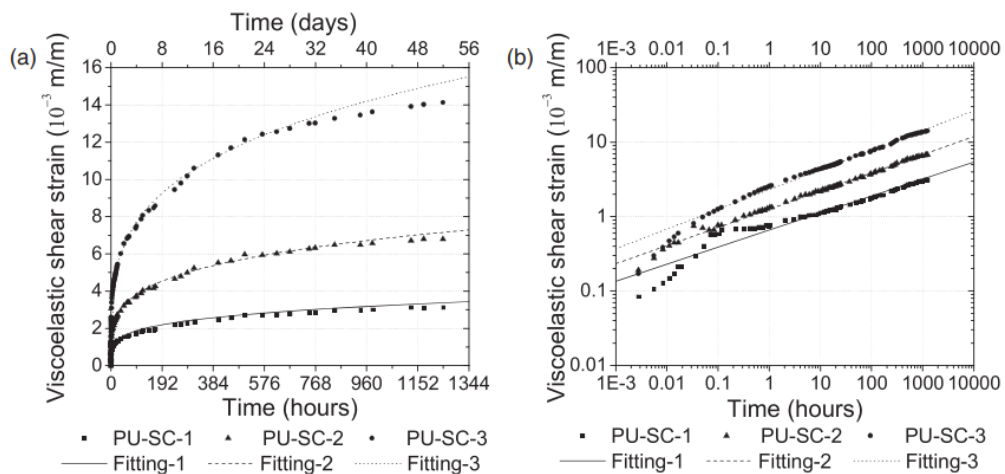 Time (days)
0 8 16 24 32 40 48 56
(a)
16
14
12
10
8
6
4
2
0
Viscoelastic shear strain (10⁻³ m/m)
0 192 384 576 768 960 1152 1344
Time (hours)
■ PU-SC-1 ▲ PU-SC-2 ● PU-SC-3
Fitting-1 Fitting-2 Fitting-3
(b)
1E-3 0.01 0.1 1 10 100 1000 10000
100
10
1
0.1
0.01
Viscoelastic shear strain (10⁻³ m/m)
1E-3 0.01 0.1 1 10 100 1000 10000
Time (hours)
■ PU-SC-1 ▲ PU-SC-2 ● PU-SC-3
Fitting-1 Fitting-2 Fitting-3